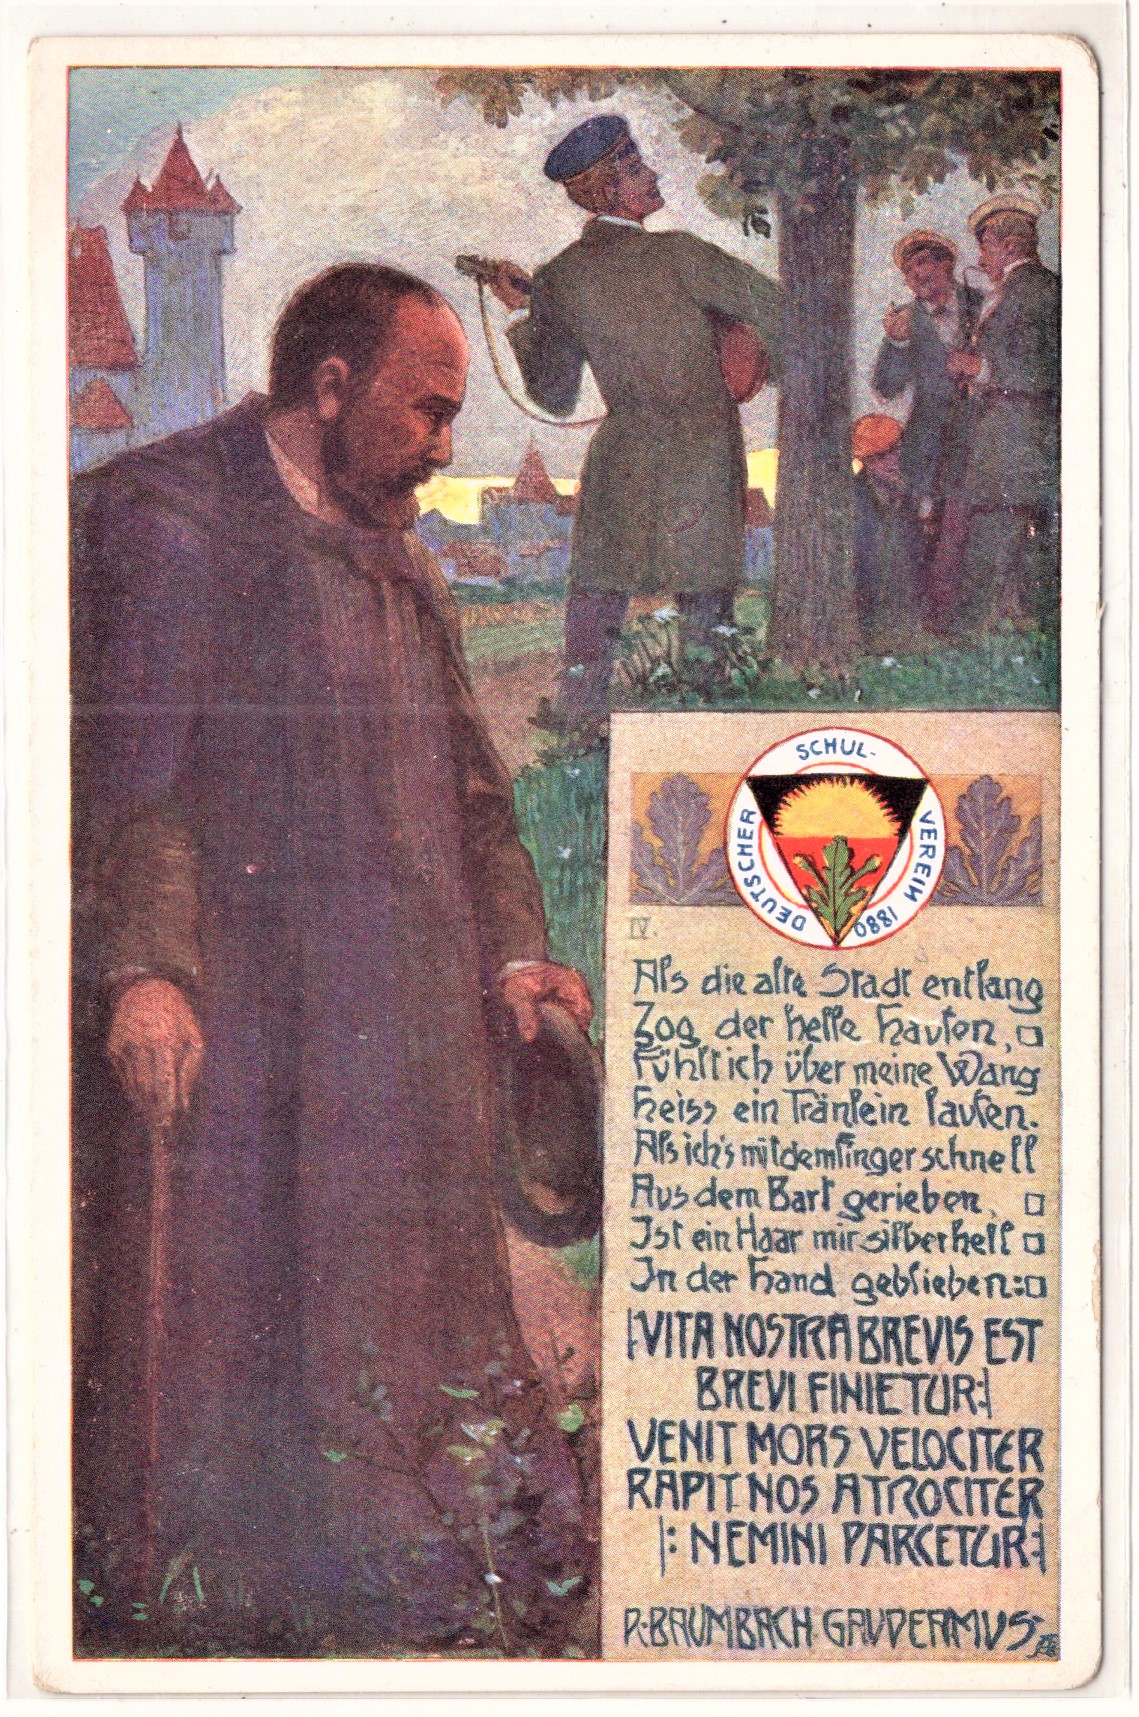 DEUTSCHER SCHUL-VEREIN 1880
IV.
Als die alte Stadt entlang
Zog der helle Haufen,
Fühlt ich über meine Wang
Heiss ein Tränlein laufen.
Als ich's mit dem Finger schnell
Aus dem Bart gerieben,
Ist ein Haar mir silberhell
In der Hand geblieben:
|:VITA NOSTRA BREVIS EST
BREVI FINIETUR:|
VENIT MORS VELOCITER
RAPIT NOS ATROCITER
|: NEMINI PARCETUR:|
R. BAUMBACH GAUDEAMUS